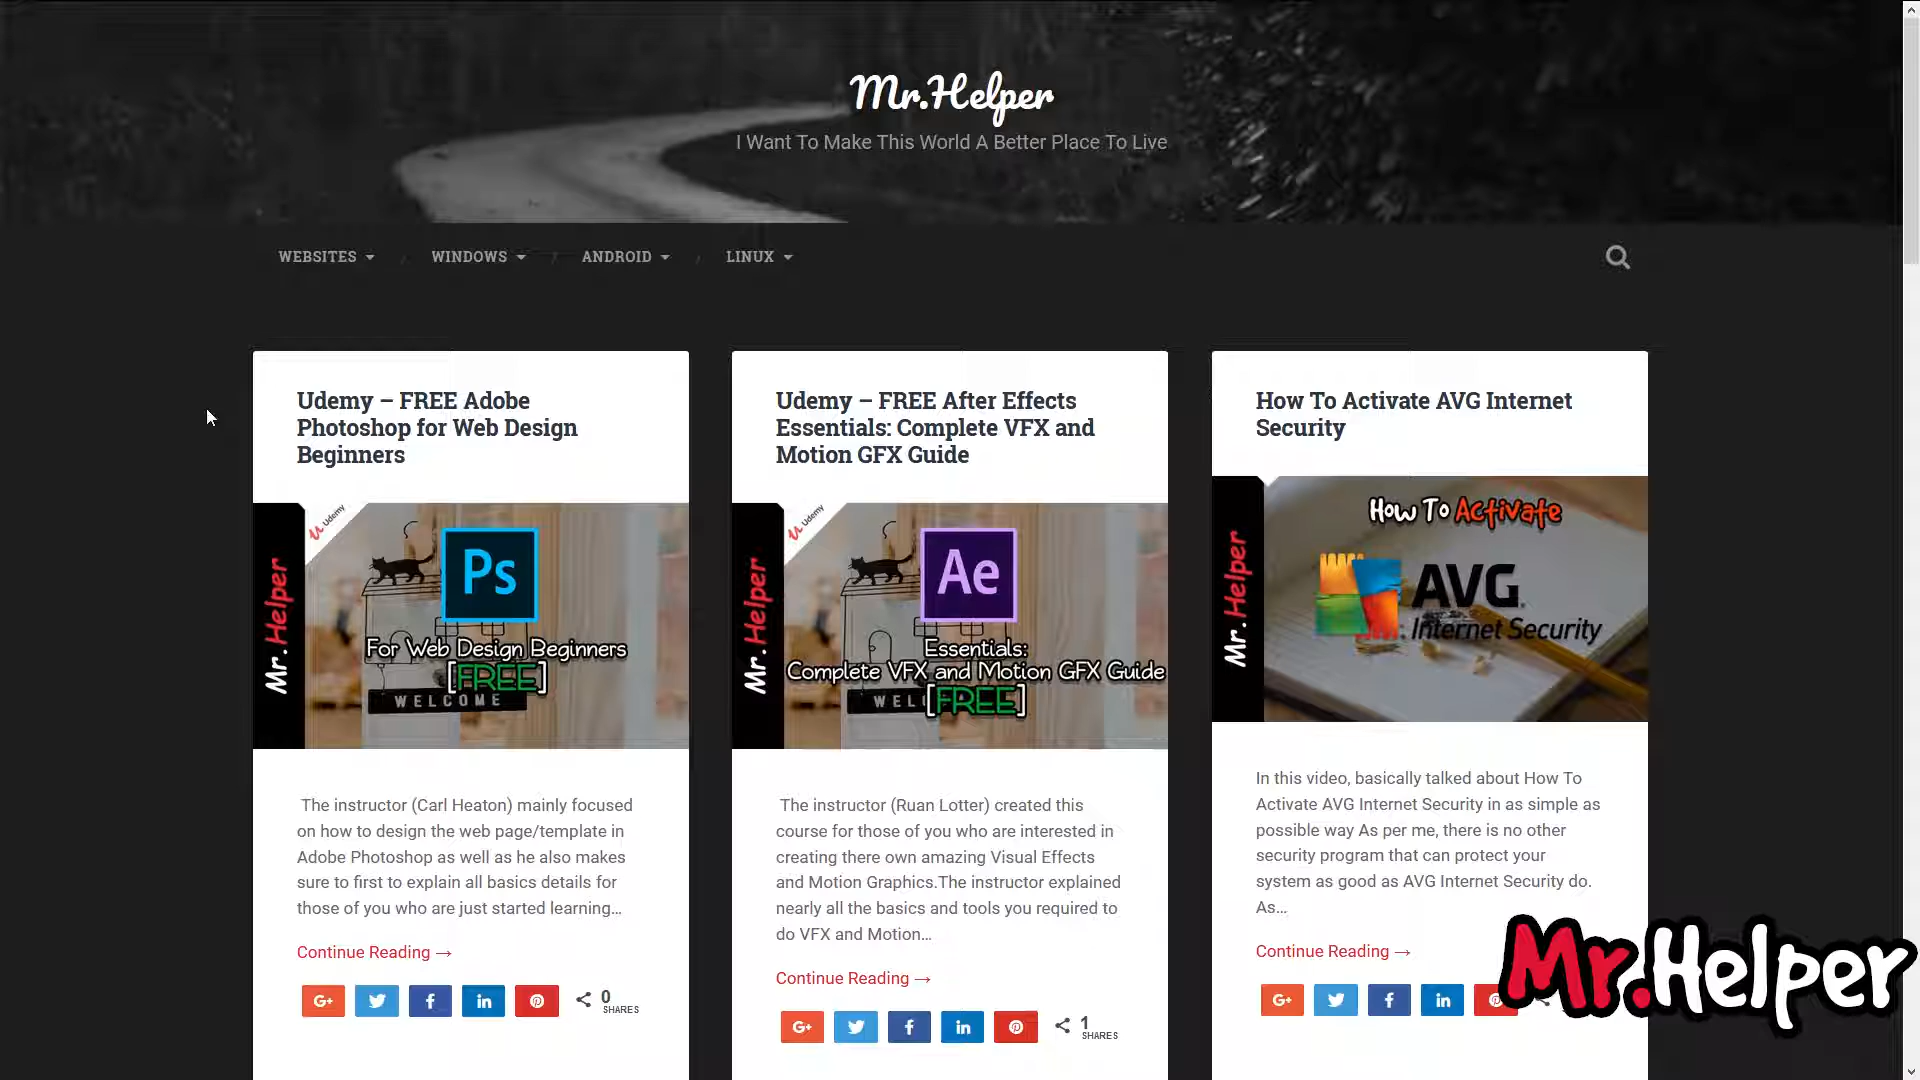 Mr.Helper
I Want To Make This World A Better Place To Live
WEBSITES / WINDOWS / ANDROID / LINUX
Udemy – FREE Adobe
Photoshop for Web Design
Beginners
Udemy
Mr. Helper
Ps
For Web Design Beginners
[FREE]
WELCOME
The instructor (Carl Heaton) mainly focused
on how to design the web page/template in
Adobe Photoshop as well as he also makes
sure to first to explain all basics details for
those of you who are just started learning…
Continue Reading →
G+
f
in
0
SHARES
Udemy – FREE After Effects
Essentials: Complete VFX and
Motion GFX Guide
Udemy
Mr. Helper
Ae
Essentials:
Complete VFX and Motion GFX Guide
[FREE]
WEL
The instructor (Ruan Lotter) created this
course for those of you who are interested in
creating there own amazing Visual Effects
and Motion Graphics.The instructor explained
nearly all the basics and tools you required to
do VFX and Motion…
Continue Reading →
G+
f
in
1
SHARES
How To Activate AVG Internet
Security
Mr. Helper
How To Activate
AVG
Internet Security
In this video, basically talked about How To
Activate AVG Internet Security in as simple as
possible way As per me, there is no other
security program that can protect your
system as good as AVG Internet Security do.
As…
Continue Reading →
G+
f
in
Mr.Helper